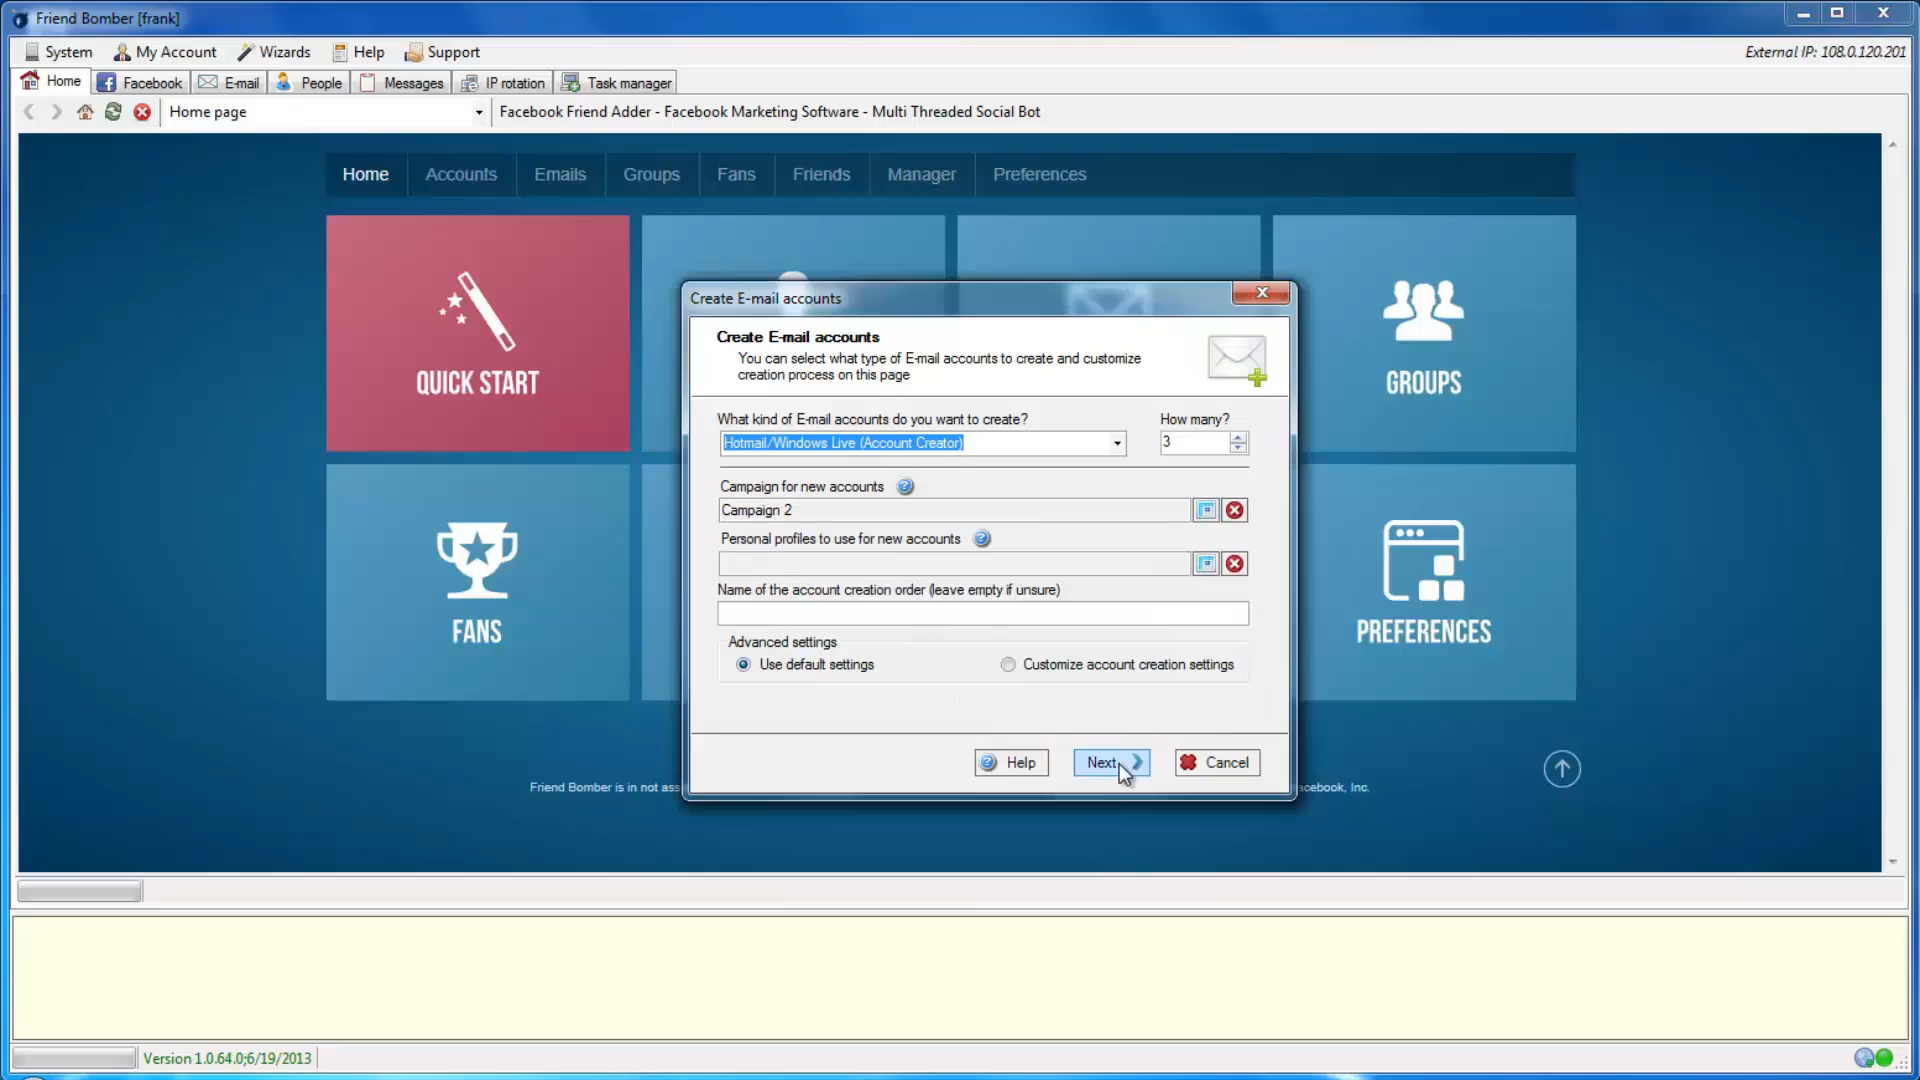 Friend Bomber [frank]
System My Account Wizards Help Support External IP: 108.0.120.201
Home Facebook E-mail People Messages IP rotation Task manager
Home page Facebook Friend Adder - Facebook Marketing Software - Multi Threaded Social Bot
Home Accounts Emails Groups Fans Friends Manager Preferences
QUICK START
GROUPS
FANS
PREFERENCES
Create E-mail accounts
Create E-mail accounts
You can select what type of E-mail accounts to create and customize
creation process on this page
What kind of E-mail accounts do you want to create? How many?
Hotmail/Windows Live (Account Creator) 3
Campaign for new accounts
Campaign 2
Personal profiles to use for new accounts
Name of the account creation order (leave empty if unsure)
Advanced settings
Use default settings Customize account creation settings
Help Next Cancel
Friend Bomber is in not ass acebook, Inc.
Version 1.0.64.0;6/19/2013